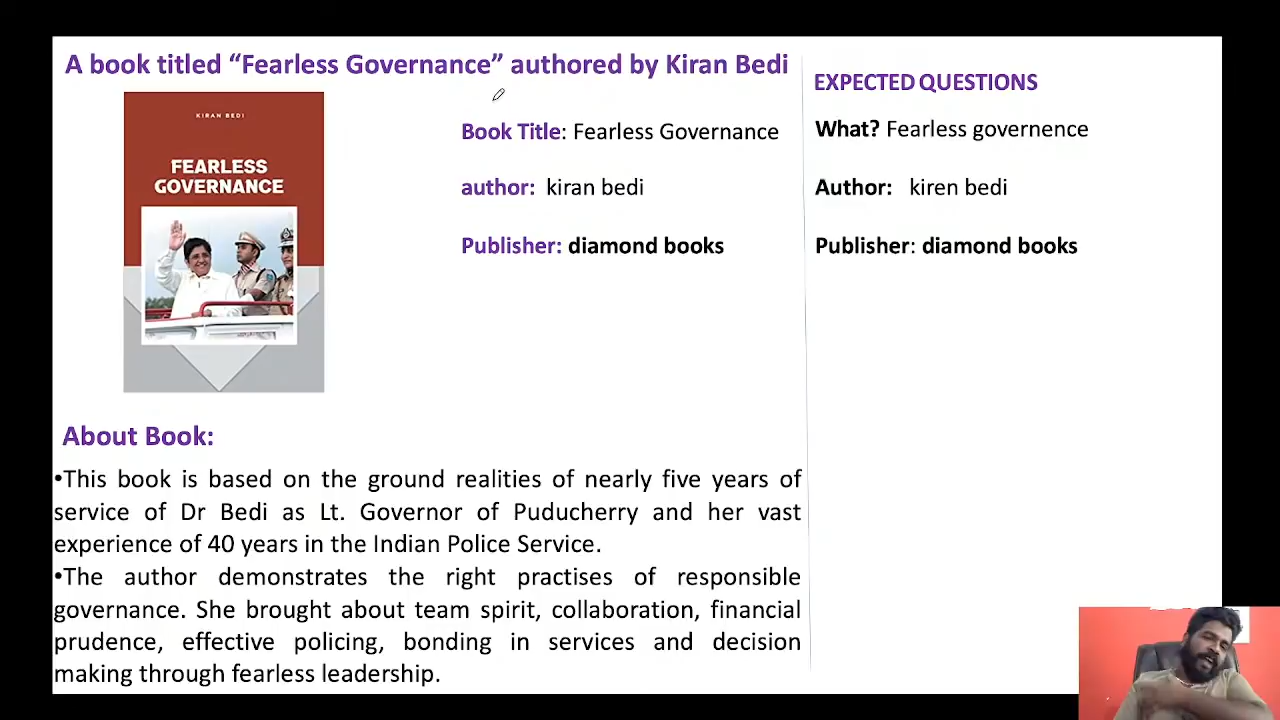 A book titled “Fearless Governance” authored by Kiran Bedi
KIRAN BEDI
FEARLESS
GOVERNANCE
Book Title: Fearless Governance
author: kiran bedi
Publisher: diamond books
About Book:
•This book is based on the ground realities of nearly five years of
service of Dr Bedi as Lt. Governor of Puducherry and her vast
experience of 40 years in the Indian Police Service.
•The author demonstrates the right practises of responsible
governance. She brought about team spirit, collaboration, financial
prudence, effective policing, bonding in services and decision
making through fearless leadership.
EXPECTED QUESTIONS
What? Fearless governence
Author: kiren bedi
Publisher: diamond books